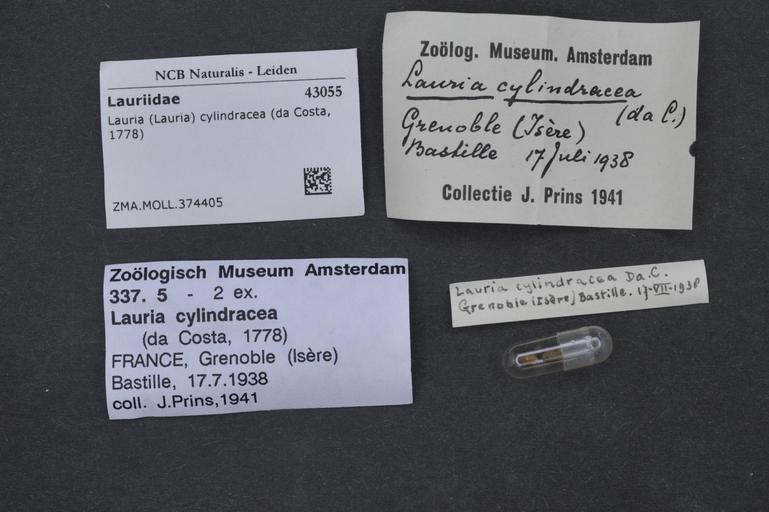 NCB Naturalis - Leiden
Lauriidae 43055
Lauria (Lauria) cylindracea (da Costa,
1778)
ZMA.MOLL.374405
Zoölog. Museum. Amsterdam
Lauria cylindracea
(da C.)
Grenoble (Isère)
Bastille 17 Juli 1938
Collectie J. Prins 1941
Zoölogisch Museum Amsterdam
337. 5 - 2 ex.
Lauria cylindracea
(da Costa, 1778)
FRANCE, Grenoble (Isère)
Bastille, 17.7.1938
coll. J.Prins,1941
Lauria cylindracea Da.C.
Grenoble (Isère) Bastille. 17-VII-1938